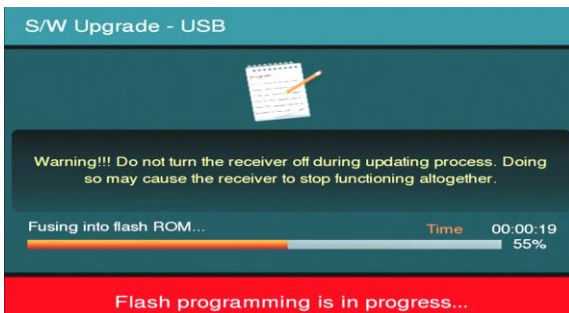 S/W Upgrade - USB
Warning!!! Do not turn the receiver off during updating process. Doing
so may cause the receiver to stop functioning altogether.
Fusing into flash ROM... Time 00:00:19
55%
Flash programming is in progress...